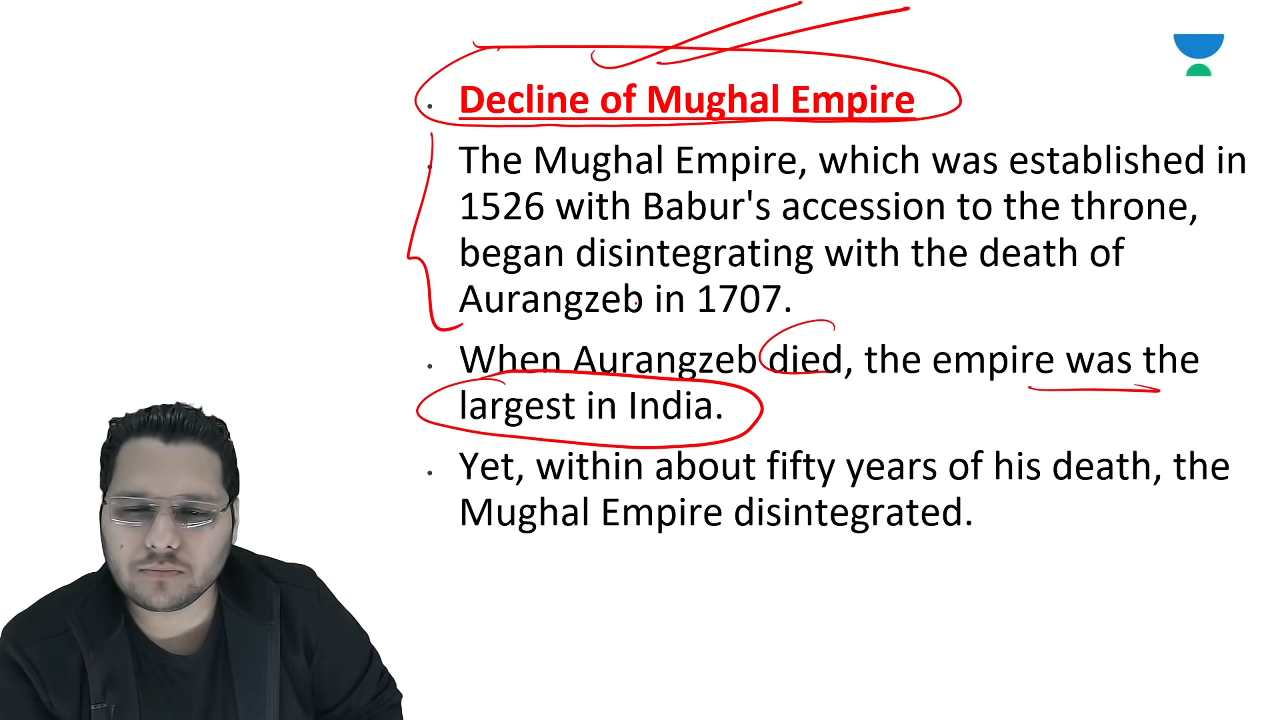 Decline of Mughal Empire
The Mughal Empire, which was established in
1526 with Babur's accession to the throne,
began disintegrating with the death of
Aurangzeb in 1707.
When Aurangzeb died, the empire was the
largest in India.
Yet, within about fifty years of his death, the
Mughal Empire disintegrated.